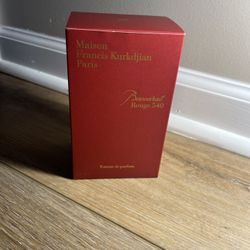 Maison
Francis Kurkdjian
Paris
Baccarat
Rouge 540
Extrait de parfum